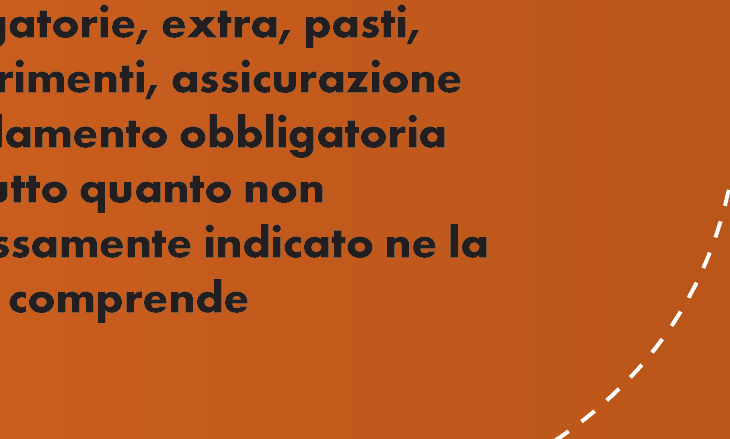 gatorie, extra, pasti,
rimenti, assicurazione
lamento obbligatoria
utto quanto non
ssamente indicato ne la
comprende